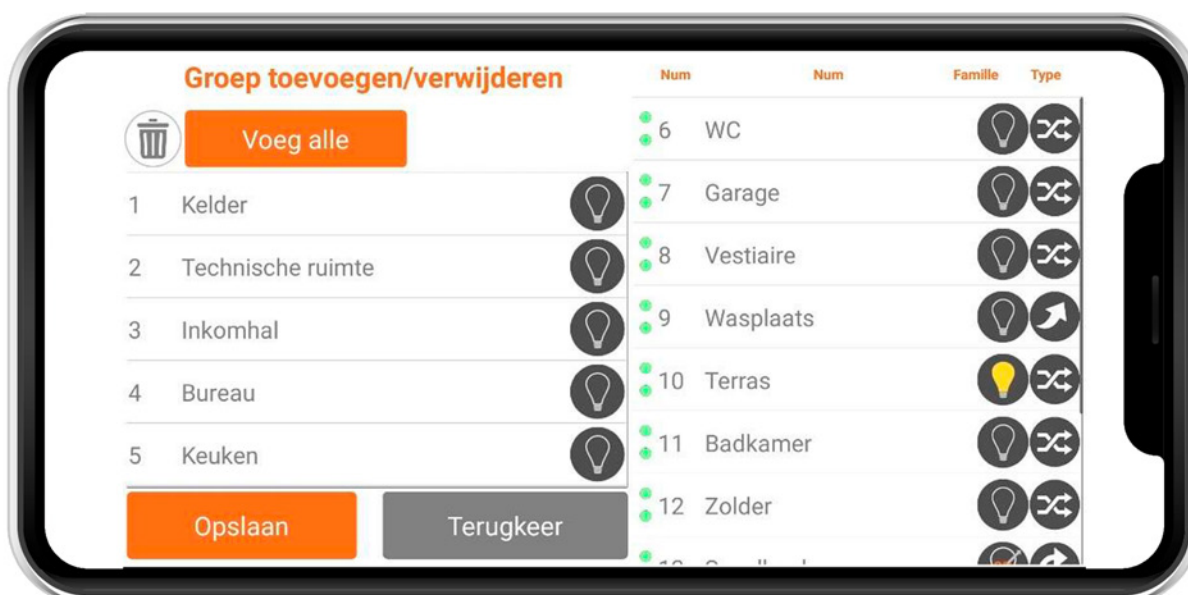 Groep toevoegen/verwijderen
Voeg alle
1 Kelder
2 Technische ruimte
3 Inkomhal
4 Bureau
5 Keuken
Opslaan Terugkeer
Num Num Famille Type
6 WC
7 Garage
8 Vestiaire
9 Wasplaats
10 Terras
11 Badkamer
12 Zolder